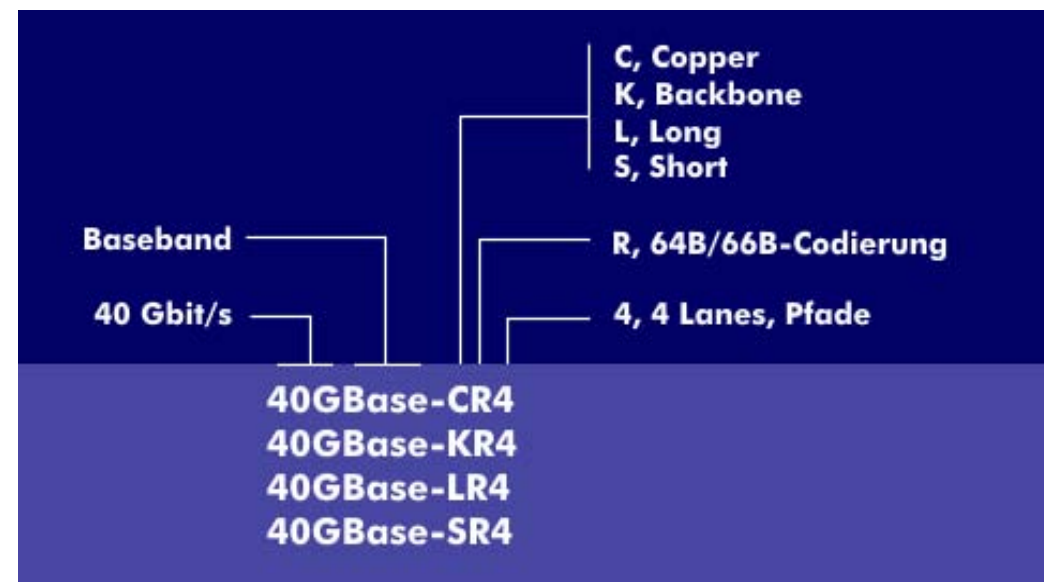 C, Copper
K, Backbone
L, Long
S, Short
Baseband
R, 64B/66B-Codierung
40 Gbit/s
4, 4 Lanes, Pfade
40GBase-CR4
40GBase-KR4
40GBase-LR4
40GBase-SR4